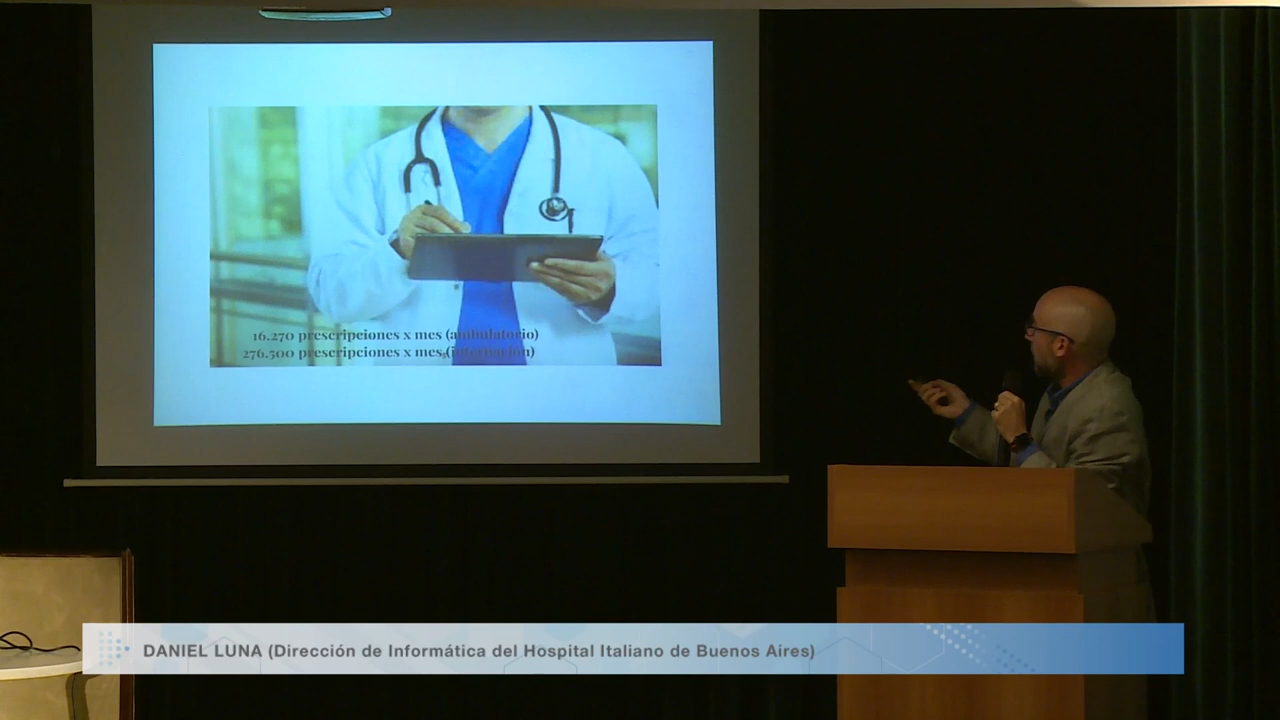 16.270 prescripciones x mes (ambulatorio)
276.500 prescripciones x mes (internación)
DANIEL LUNA (Dirección de Informática del Hospital Italiano de Buenos Aires)